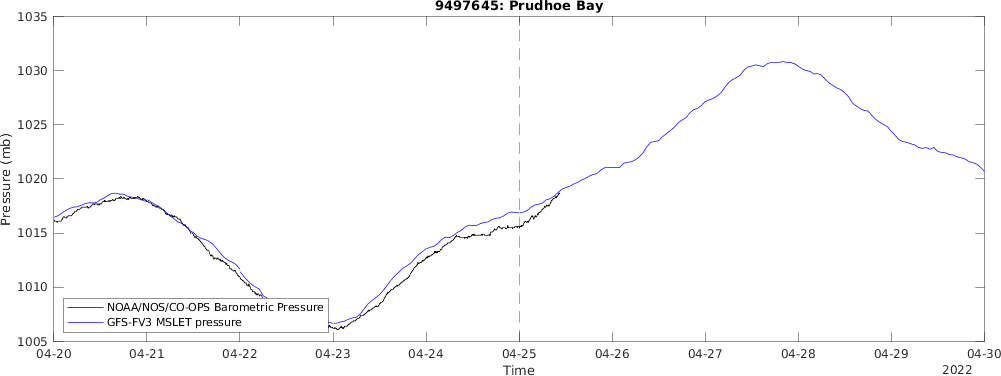 9497645: Prudhoe Bay
1035
1030
1025
1020
1015
1010
1005
Pressure (mb)
NOAA/NOS/CO-OPS Barometric Pressure
GFS-FV3 MSLET pressure
04-20 04-21 04-22 04-23 04-24 04-25 04-26 04-27 04-28 04-29 04-30
Time
2022